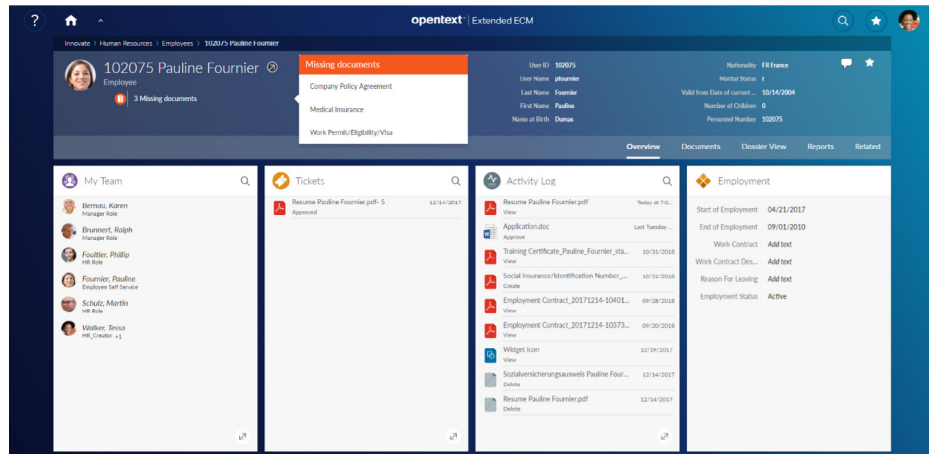 ?
opentext™ | Extended ECM
Innovate > Human Resources > Employees > 102075 Pauline Fournier
102075 Pauline Fournier
Employee
3 Missing documents
Missing documents
Company Policy Agreement
Medical Insurance
Work Permit/Eligibility/Visa
User ID 102075
User Name pfournier
Last Name Fournier
First Name Pauline
Name at Birth Dumas
Nationality FR France
Marital Status 1
Valid from Date of current ... 10/14/2004
Number of Children 0
Personnel Number 102075
Overview Documents Dossier View Reports Related
My Team
Bernau, Karen
Manager Role
Brunnert, Ralph
Manager Role
Foultier, Phillip
HR Role
Fournier, Pauline
Employee Self Service
Schulz, Martin
HR Role
Walker, Tessa
HR_Creator +1
Tickets
Resume Pauline Fournier.pdf- 5 12/14/2017
Approved
Activity Log
Resume Pauline Fournier.pdf Today at 7:0...
View
Application.doc Last Tuesday ...
Approve
Training Certificate_Pauline_Fournier_sta... 10/31/2018
View
Social Insurance/Identification Number_... 10/31/2018
Create
Employment Contract_20171214-10401... 09/28/2018
View
Employment Contract_20171214-10373... 09/20/2018
View
Widget Icon 12/19/2017
View
Sozialversicherungsausweis Pauline Four... 12/14/2017
Delete
Resume Pauline Fournier.pdf 12/14/2017
Delete
Employment
Start of Employment 04/21/2017
End of Employment 09/01/2010
Work Contract Add text
Work Contract Des... Add text
Reason For Leaving Add text
Employment Status Active